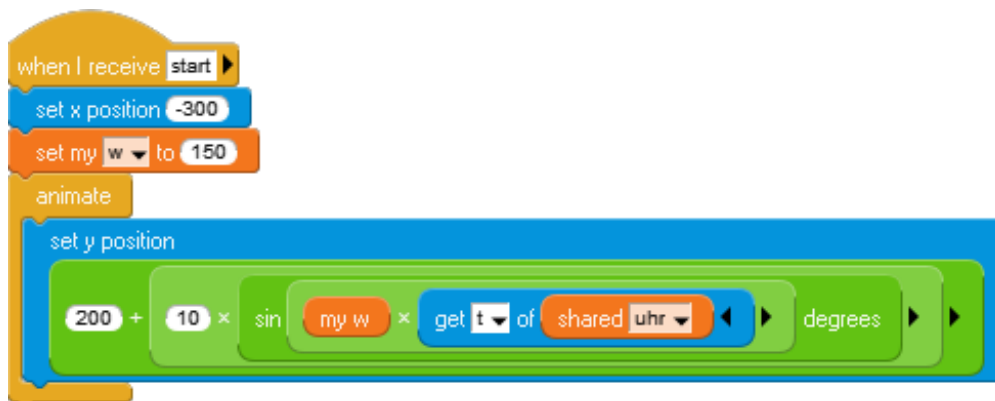 when I receive start
set x position -300
set my w to 150
animate
set y position
200 + 10 × sin my w × get t of shared uhr degrees